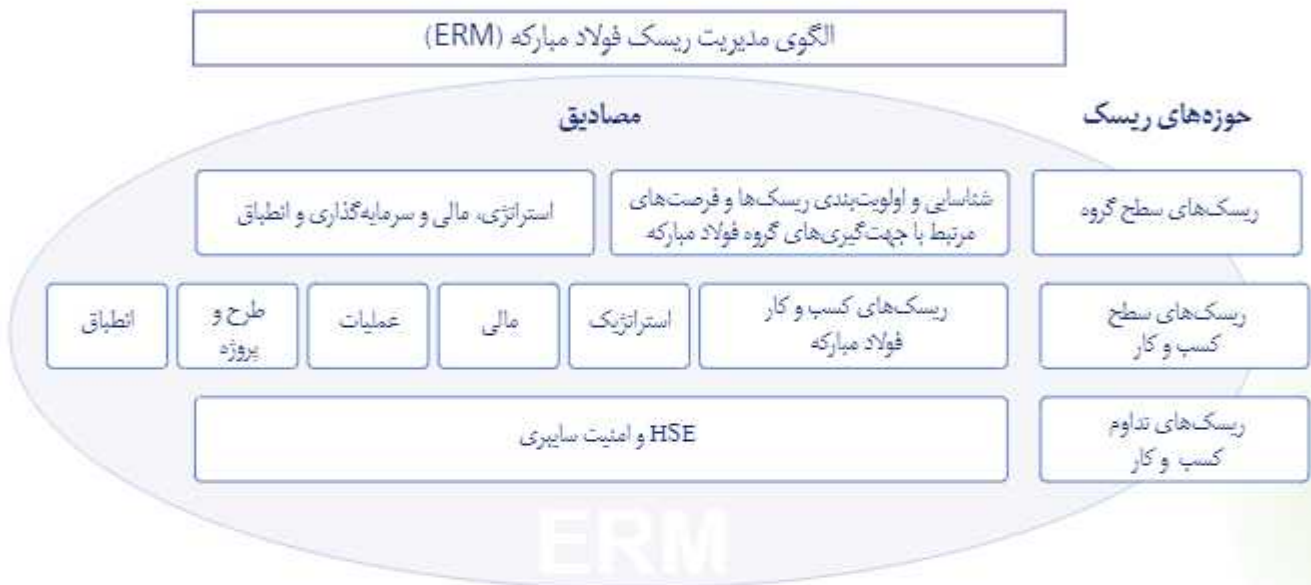 الگوی مدیریت ریسک فولاد مبارکه (ERM)
حوزه‌های ریسک
مصادیق
ریسک‌های سطح گروه
شناسایی و اولویت‌بندی ریسک‌ها و فرصت‌های
مرتبط با جهت‌گیری‌های گروه فولاد مبارکه
استراتژی، مالی و سرمایه‌گذاری و انطباق
ریسک‌های سطح
کسب و کار
ریسک‌های کسب و کار
فولاد مبارکه
استراتژیک
مالی
عملیات
طرح و
پروژه
انطباق
ریسک‌های تداوم
کسب و کار
HSE و امنیت سایبری
ERM